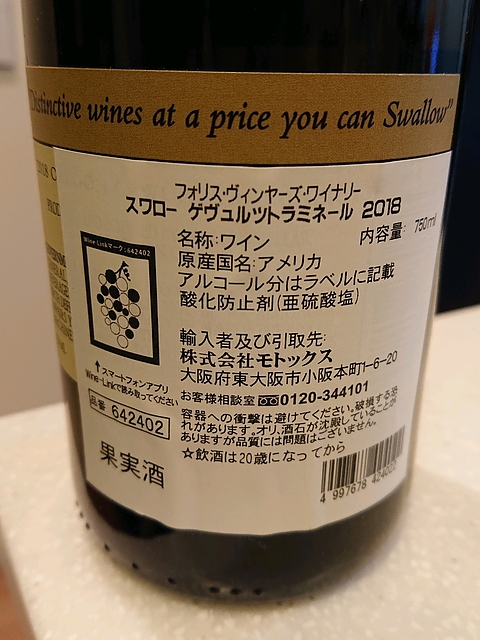 "Distinctive wines at a price you can Swallow"
フォリス・ヴィンヤーズ・ワイナリー
スワロー ゲヴュルツトラミネール 2018
名称:ワイン
内容量: 750ml
原産国名:アメリカ
アルコール分はラベルに記載
酸化防止剤(亜硫酸塩)
Wine Linkマーク:642402
輸入者及び引取先:
株式会社モトックス
大阪府東大阪市小阪本町1-6-20
↑スマートフォンアプリ
Wine-Linkで読み取ってください
お客様相談室 0120-344101
品番 642402
容器への衝撃は避けてください。破損する恐
れがあります。オリ、酒石が沈殿していることが
ありますが品質には問題はございません。
☆飲酒は20歳になってから
果実酒
4 997678